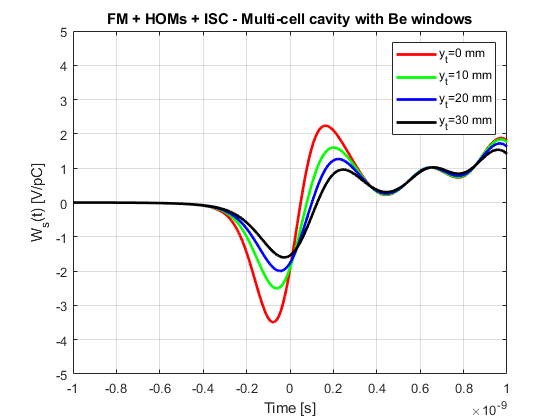 FM + HOMs + ISC - Multi-cell cavity with Be windows
y_t=0 mm
y_t=10 mm
y_t=20 mm
y_t=30 mm
W_s(t) [V/pC]
5
4
3
2
1
0
-1
-2
-3
-4
-5
-1 -0.8 -0.6 -0.4 -0.2 0 0.2 0.4 0.6 0.8 1
Time [s]
×10^-9